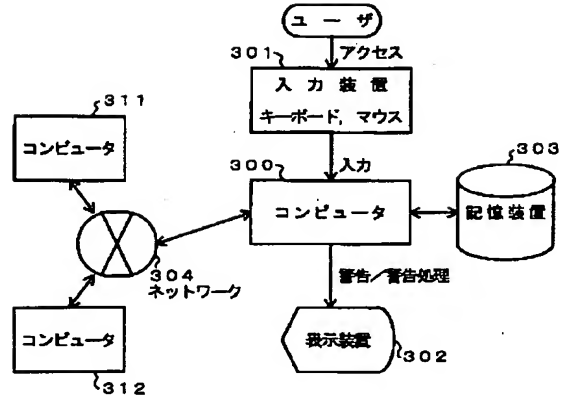 ユーザ
301
アクセス
入力装置
キーボード,マウス
311
コンピュータ
300
入力
303
コンピュータ
記憶装置
304
ネットワーク
警告/警告処理
コンピュータ
312
表示装置
302